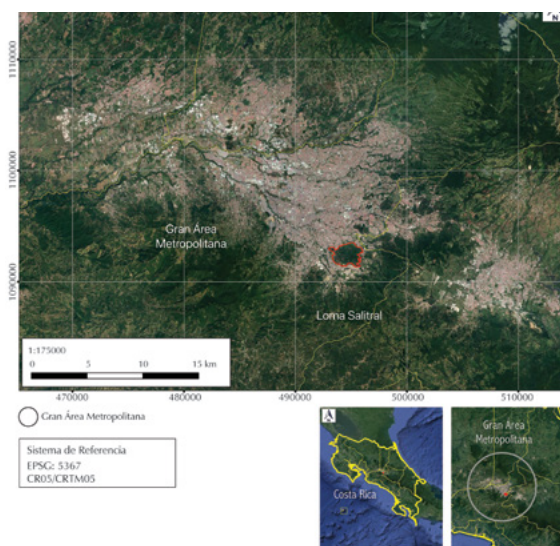 N
1110000
1100000
1090000
Gran Área
Metropolitana
Loma Salitral
1:175000
0 5 10 15 km
470000 480000 490000 500000 510000
Gran Área Metropolitana
Sistema de Referencia
EPSG: 5367
CR05/CRTM05
Costa Rica
Gran Área
Metropolitana